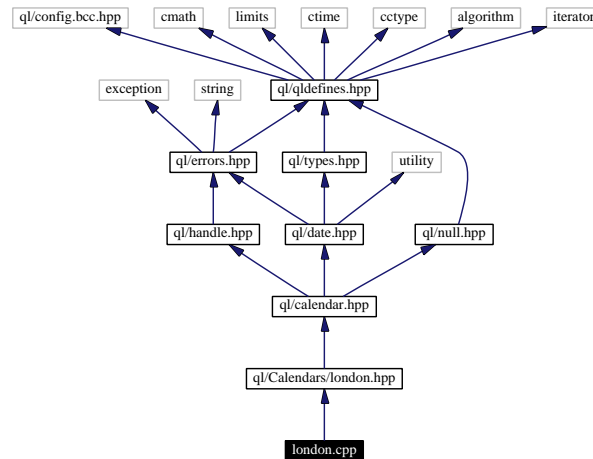 ql/config.bcc.hpp
cmath
limits
ctime
cctype
algorithm
iterator
exception
string
ql/qldefines.hpp
ql/errors.hpp
ql/types.hpp
utility
ql/handle.hpp
ql/date.hpp
ql/null.hpp
ql/calendar.hpp
ql/Calendars/london.hpp
london.cpp